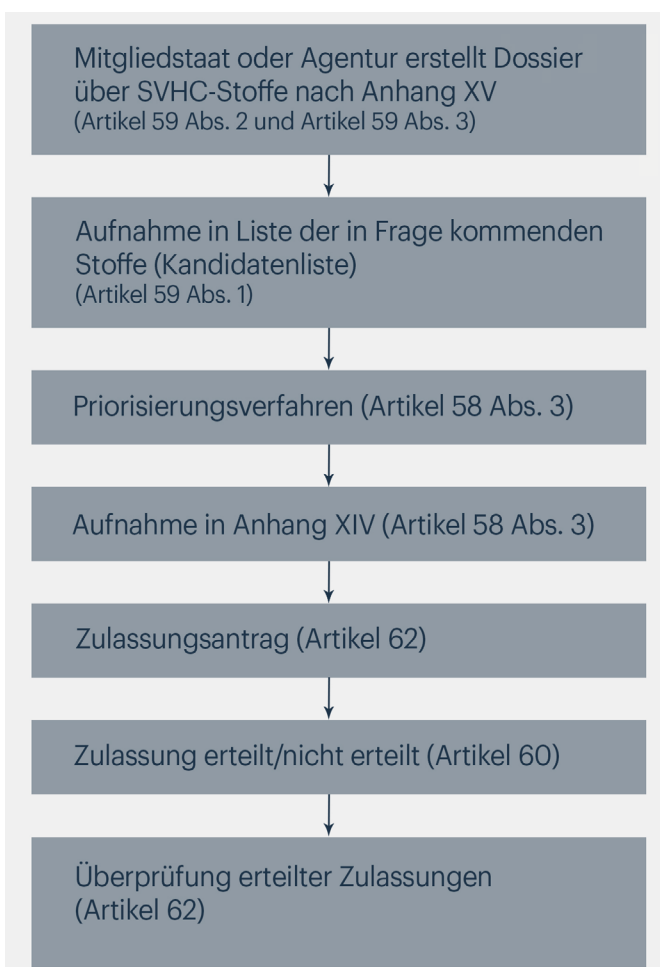 Mitgliedstaat oder Agentur erstellt Dossier
über SVHC-Stoffe nach Anhang XV
(Artikel 59 Abs. 2 und Artikel 59 Abs. 3)
Aufnahme in Liste der in Frage kommenden
Stoffe (Kandidatenliste)
(Artikel 59 Abs. 1)
Priorisierungsverfahren (Artikel 58 Abs. 3)
Aufnahme in Anhang XIV (Artikel 58 Abs. 3)
Zulassungsantrag (Artikel 62)
Zulassung erteilt/nicht erteilt (Artikel 60)
Überprüfung erteilter Zulassungen
(Artikel 62)